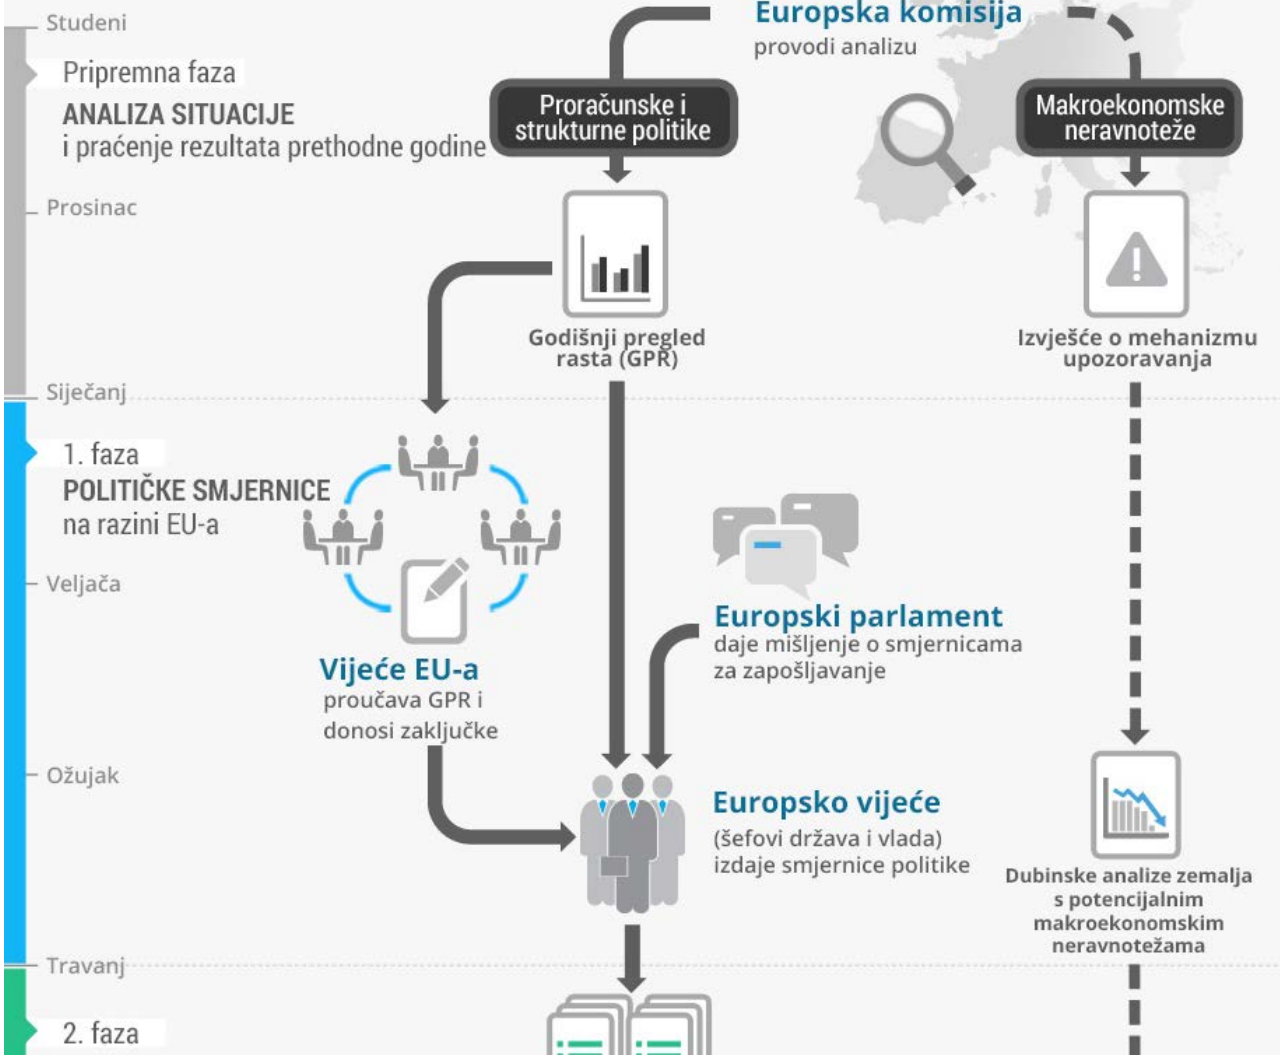 Studeni
Europska komisija
provodi analizu
Pripremna faza
ANALIZA SITUACIJE
i praćenje rezultata prethodne godine
Proračunske i
strukturne politike
Makroekonomske
neravnoteže
Prosinac
Godišnji pregled
rasta (GPR)
Izvješće o mehanizmu
upozoravanja
Siječanj
1. faza
POLITIČKE SMJERNICE
na razini EU-a
Veljača
Europski parlament
daje mišljenje o smjernicama
za zapošljavanje
Vijeće EU-a
proučava GPR i
donosi zaključke
Ožujak
Europsko vijeće
(šefovi država i vlada)
izdaje smjernice politike
Dubinske analize zemalja
s potencijalnim
makroekonomskim
neravnotežama
Travanj
2. faza